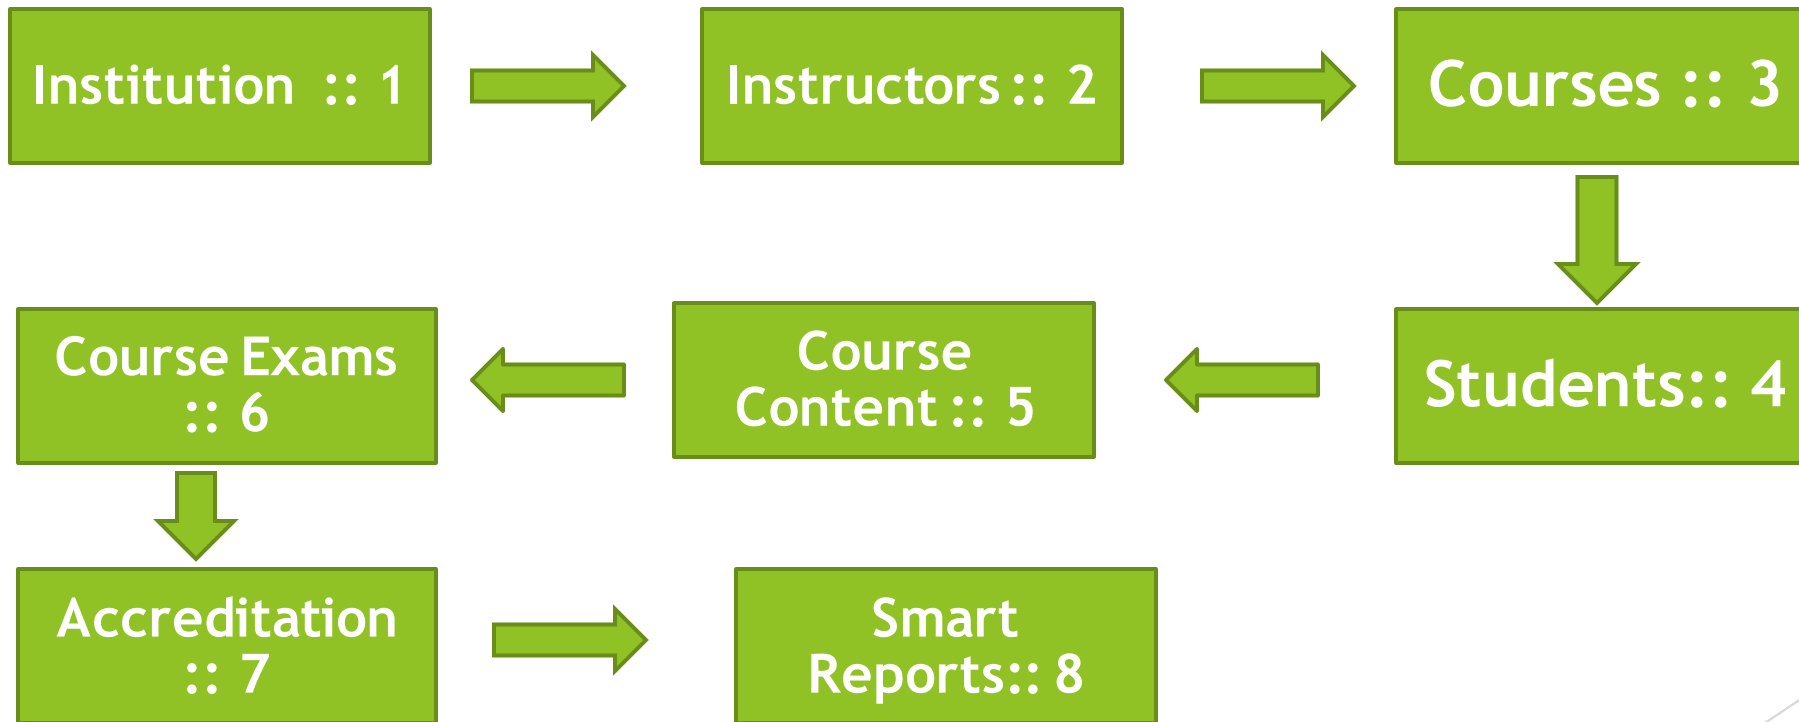 Institution :: 1
Instructors :: 2
Courses :: 3
Course Exams
:: 6
Course
Content :: 5
Students:: 4
Accreditation
:: 7
Smart
Reports:: 8